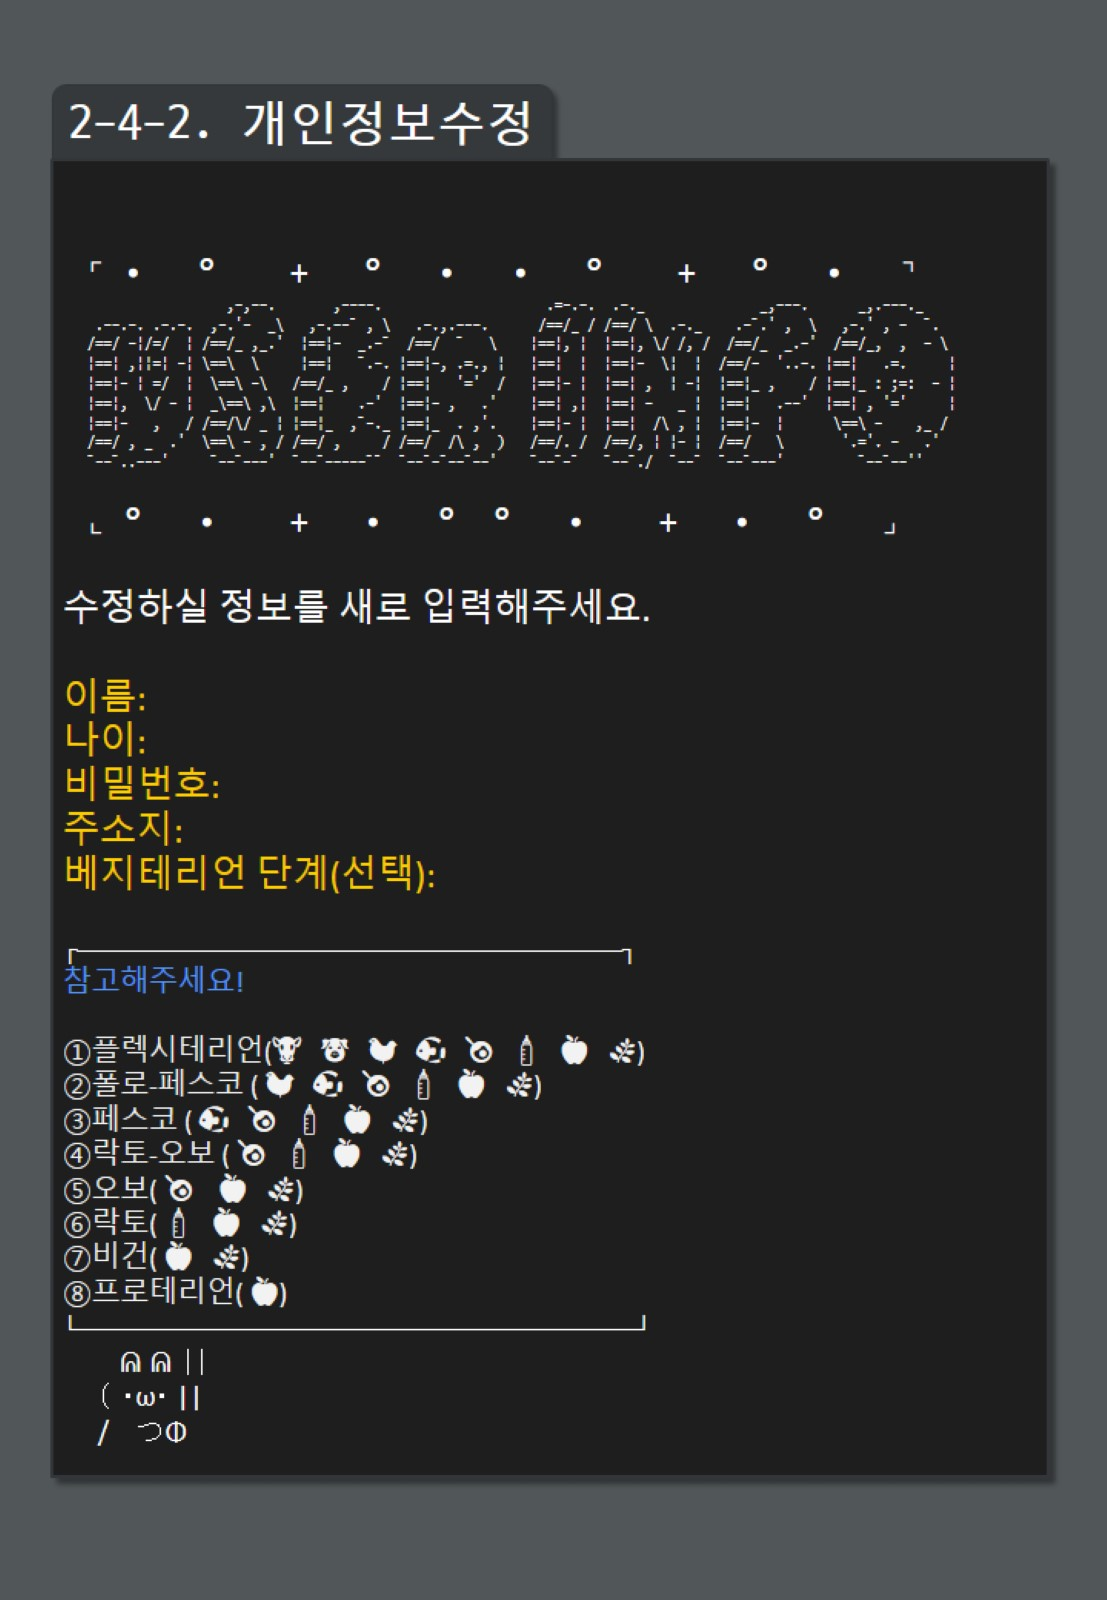 2-4-2. 개인정보수정
USER INFO
수정하실 정보를 새로 입력해주세요.
이름:
나이:
비밀번호:
주소지:
베지테리언 단계(선택):
참고해주세요!
①플렉시테리언(🐮 🐷 🐔 🐟 🍳 🍼 🍎 🌿)
②폴로-페스코 (🐔 🐟 🍳 🍼 🍎 🌿)
③페스코 (🐟 🍳 🍼 🍎 🌿)
④락토-오보 (🍳 🍼 🍎 🌿)
⑤오보(🍳 🍎 🌿)
⑥락토(🍼 🍎 🌿)
⑦비건(🍎 🌿)
⑧프로테리언(🍎)